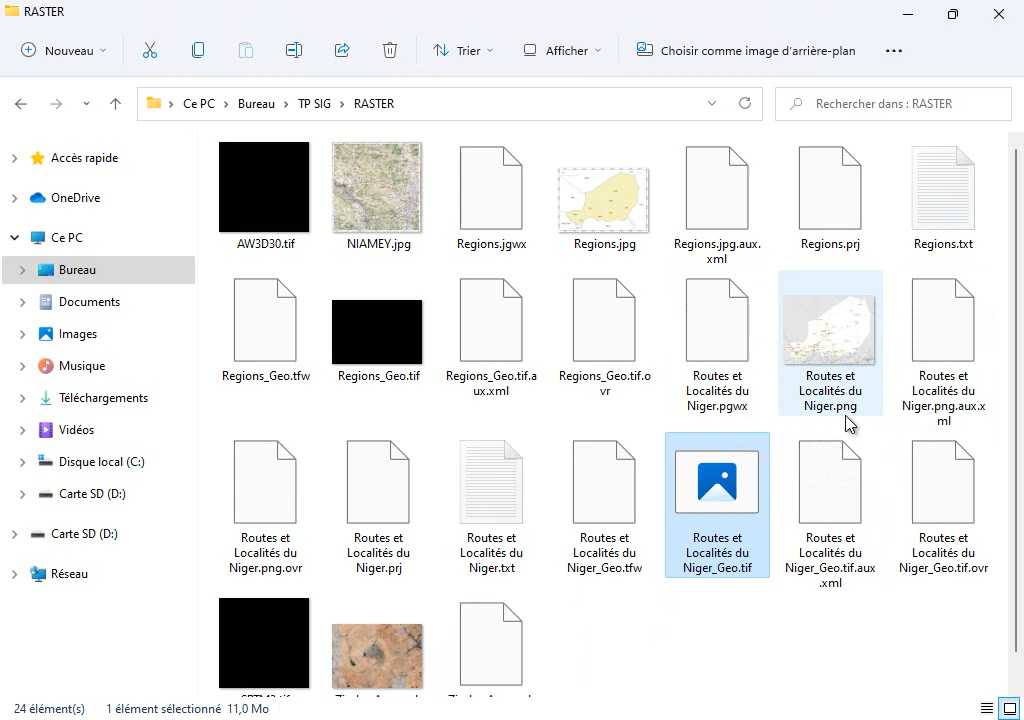 RASTER
Nouveau
Trier
Afficher
Choisir comme image d'arrière-plan
Ce PC
Bureau
TP SIG
RASTER
Rechercher dans : RASTER
Accès rapide
OneDrive
Ce PC
Bureau
Documents
Images
Musique
Téléchargements
Vidéos
Disque local (C:)
Carte SD (D:)
Carte SD (D:)
Réseau
AW3D30.tif
NIAMEY.jpg
Regions.jgwx
Regions.jpg
Regions.jpg.aux.
xml
Regions.prj
Regions.txt
Regions_Geo.tfw
Regions_Geo.tif
Regions_Geo.tif.a
ux.xml
Regions_Geo.tif.o
vr
Routes et
Localités du
Niger.pgwx
Routes et
Localités du
Niger.png
Routes et
Localités du
Niger.png.aux.x
ml
Routes et
Localités du
Niger.png.ovr
Routes et
Localités du
Niger.prj
Routes et
Localités du
Niger.txt
Routes et
Localités du
Niger_Geo.tfw
Routes et
Localités du
Niger_Geo.tif
Routes et
Localités du
Niger_Geo.tif.aux
.xml
Routes et
Localités du
Niger_Geo.tif.ovr
24 élément(s)
1 élément sélectionné 11,0 Mo